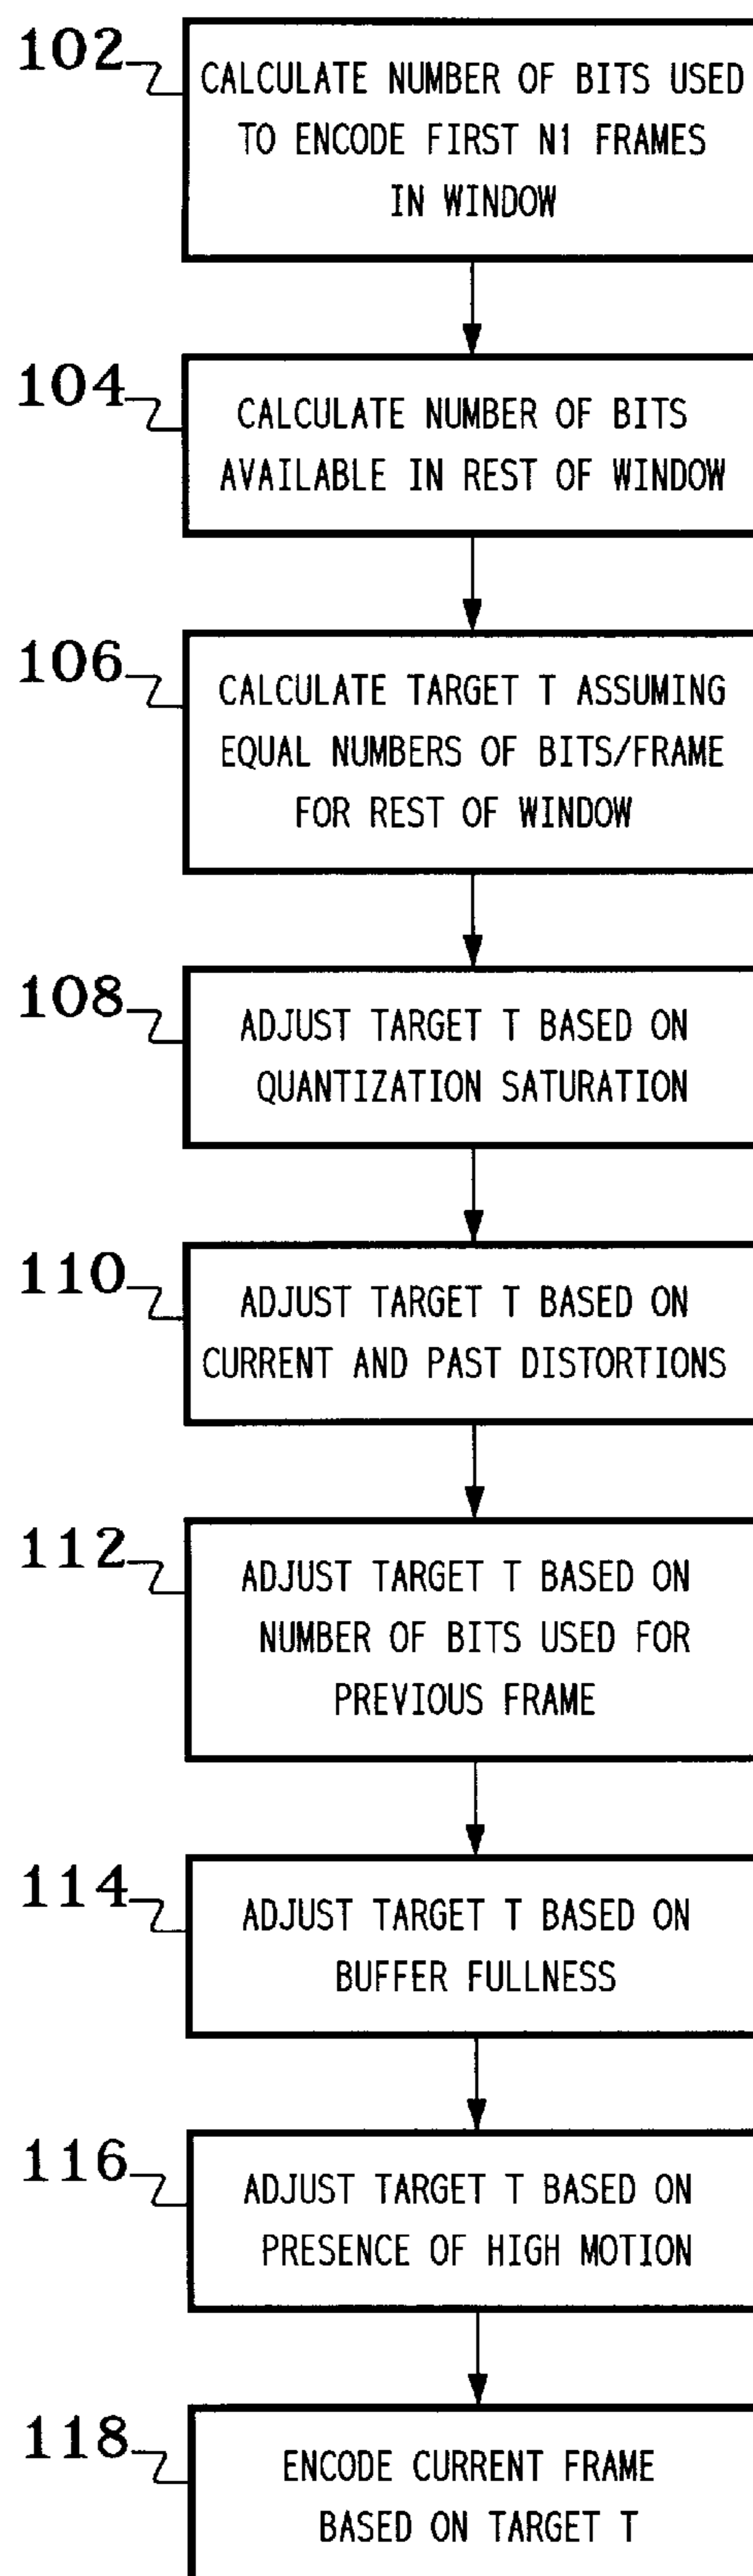 102
CALCULATE NUMBER OF BITS USED
TO ENCODE FIRST N1 FRAMES
IN WINDOW
104
CALCULATE NUMBER OF BITS
AVAILABLE IN REST OF WINDOW
106
CALCULATE TARGET T ASSUMING
EQUAL NUMBERS OF BITS/FRAME
FOR REST OF WINDOW
108
ADJUST TARGET T BASED ON
QUANTIZATION SATURATION
110
ADJUST TARGET T BASED ON
CURRENT AND PAST DISTORTIONS
112
ADJUST TARGET T BASED ON
NUMBER OF BITS USED FOR
PREVIOUS FRAME
114
ADJUST TARGET T BASED ON
BUFFER FULLNESS
116
ADJUST TARGET T BASED ON
PRESENCE OF HIGH MOTION
118
ENCODE CURRENT FRAME
BASED ON TARGET T